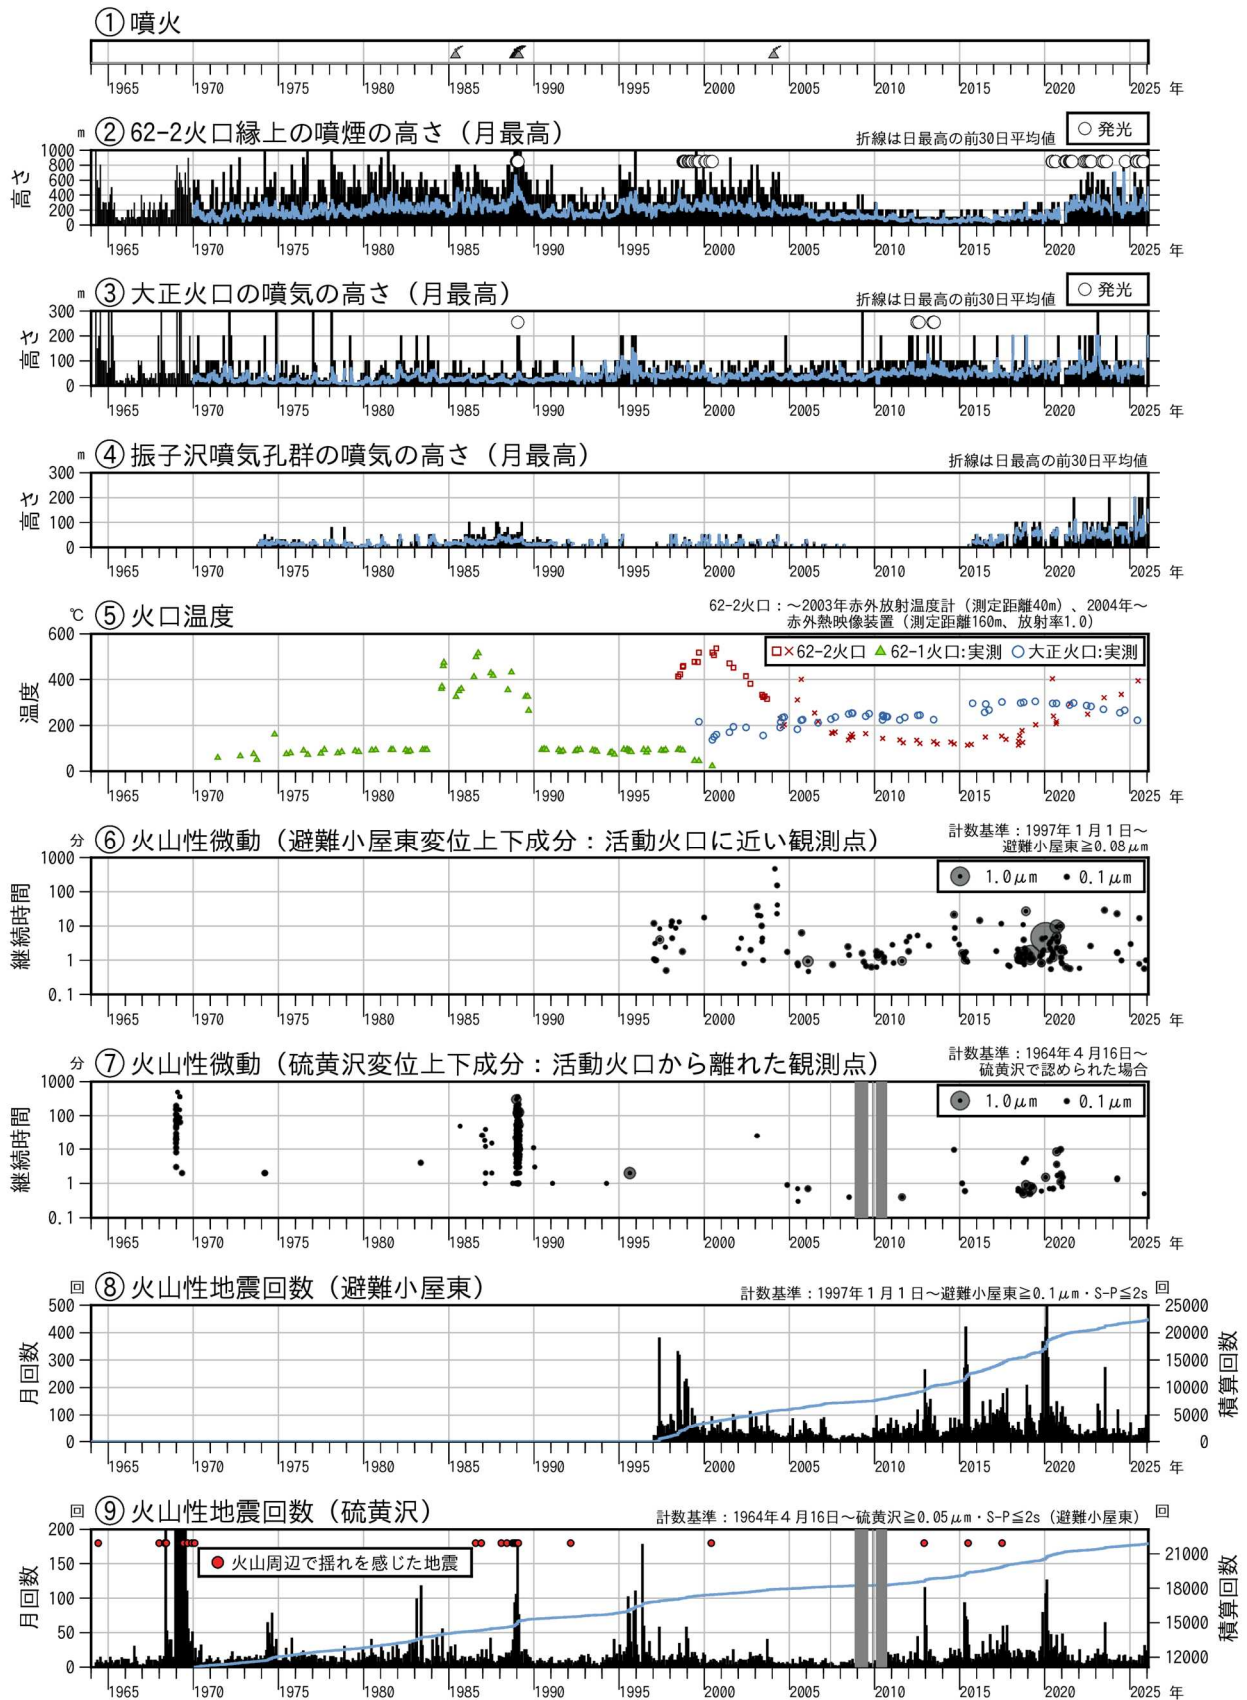 ① 噴火
1965 1970 1975 1980 1985 1990 1995 2000 2005 2010 2015 2020 2025 年
m ② 62-2火口縁上の噴煙の高さ（月最高） 折線は日最高の前30日平均値 ○ 発光
高さ
1000
800
600
400
200
0
1965 1970 1975 1980 1985 1990 1995 2000 2005 2010 2015 2020 2025 年
m ③ 大正火口の噴気の高さ（月最高） 折線は日最高の前30日平均値 ○ 発光
高さ
300
200
100
0
1965 1970 1975 1980 1985 1990 1995 2000 2005 2010 2015 2020 2025 年
m ④ 振子沢噴気孔群の噴気の高さ（月最高） 折線は日最高の前30日平均値
高さ
300
200
100
0
1965 1970 1975 1980 1985 1990 1995 2000 2005 2010 2015 2020 2025 年
℃ ⑤ 火口温度 62-2火口：～2003年赤外放射温度計（測定距離40m）、2004年～
赤外熱映像装置（測定距離160m、放射率1.0）
□×62-2火口 ▲62-1火口:実測 ○大正火口:実測
温度
600
400
200
0
1965 1970 1975 1980 1985 1990 1995 2000 2005 2010 2015 2020 2025 年
分 ⑥ 火山性微動（避難小屋東変位上下成分：活動火口に近い観測点） 計数基準：1997年１月１日～
避難小屋東≧0.08μm
1.0μm 0.1μm
継続時間
1000
100
10
1
0.1
1965 1970 1975 1980 1985 1990 1995 2000 2005 2010 2015 2020 2025 年
分 ⑦ 火山性微動（硫黄沢変位上下成分：活動火口から離れた観測点） 計数基準：1964年４月16日～
硫黄沢で認められた場合
1.0μm 0.1μm
継続時間
1000
100
10
1
0.1
1965 1970 1975 1980 1985 1990 1995 2000 2005 2010 2015 2020 2025 年
回 ⑧ 火山性地震回数（避難小屋東） 計数基準：1997年１月１日～避難小屋東≧0.1μm・S-P≦2s 回
月回数 積算回数
500 25000
400 20000
300 15000
200 10000
100 5000
0 0
1965 1970 1975 1980 1985 1990 1995 2000 2005 2010 2015 2020 2025 年
回 ⑨ 火山性地震回数（硫黄沢） 計数基準：1964年４月16日～硫黄沢≧0.05μm・S-P≦2s（避難小屋東） 回
● 火山周辺で揺れを感じた地震
月回数 積算回数
200
150 21000
100 18000
50 15000
0 12000
1965 1970 1975 1980 1985 1990 1995 2000 2005 2010 2015 2020 2025 年